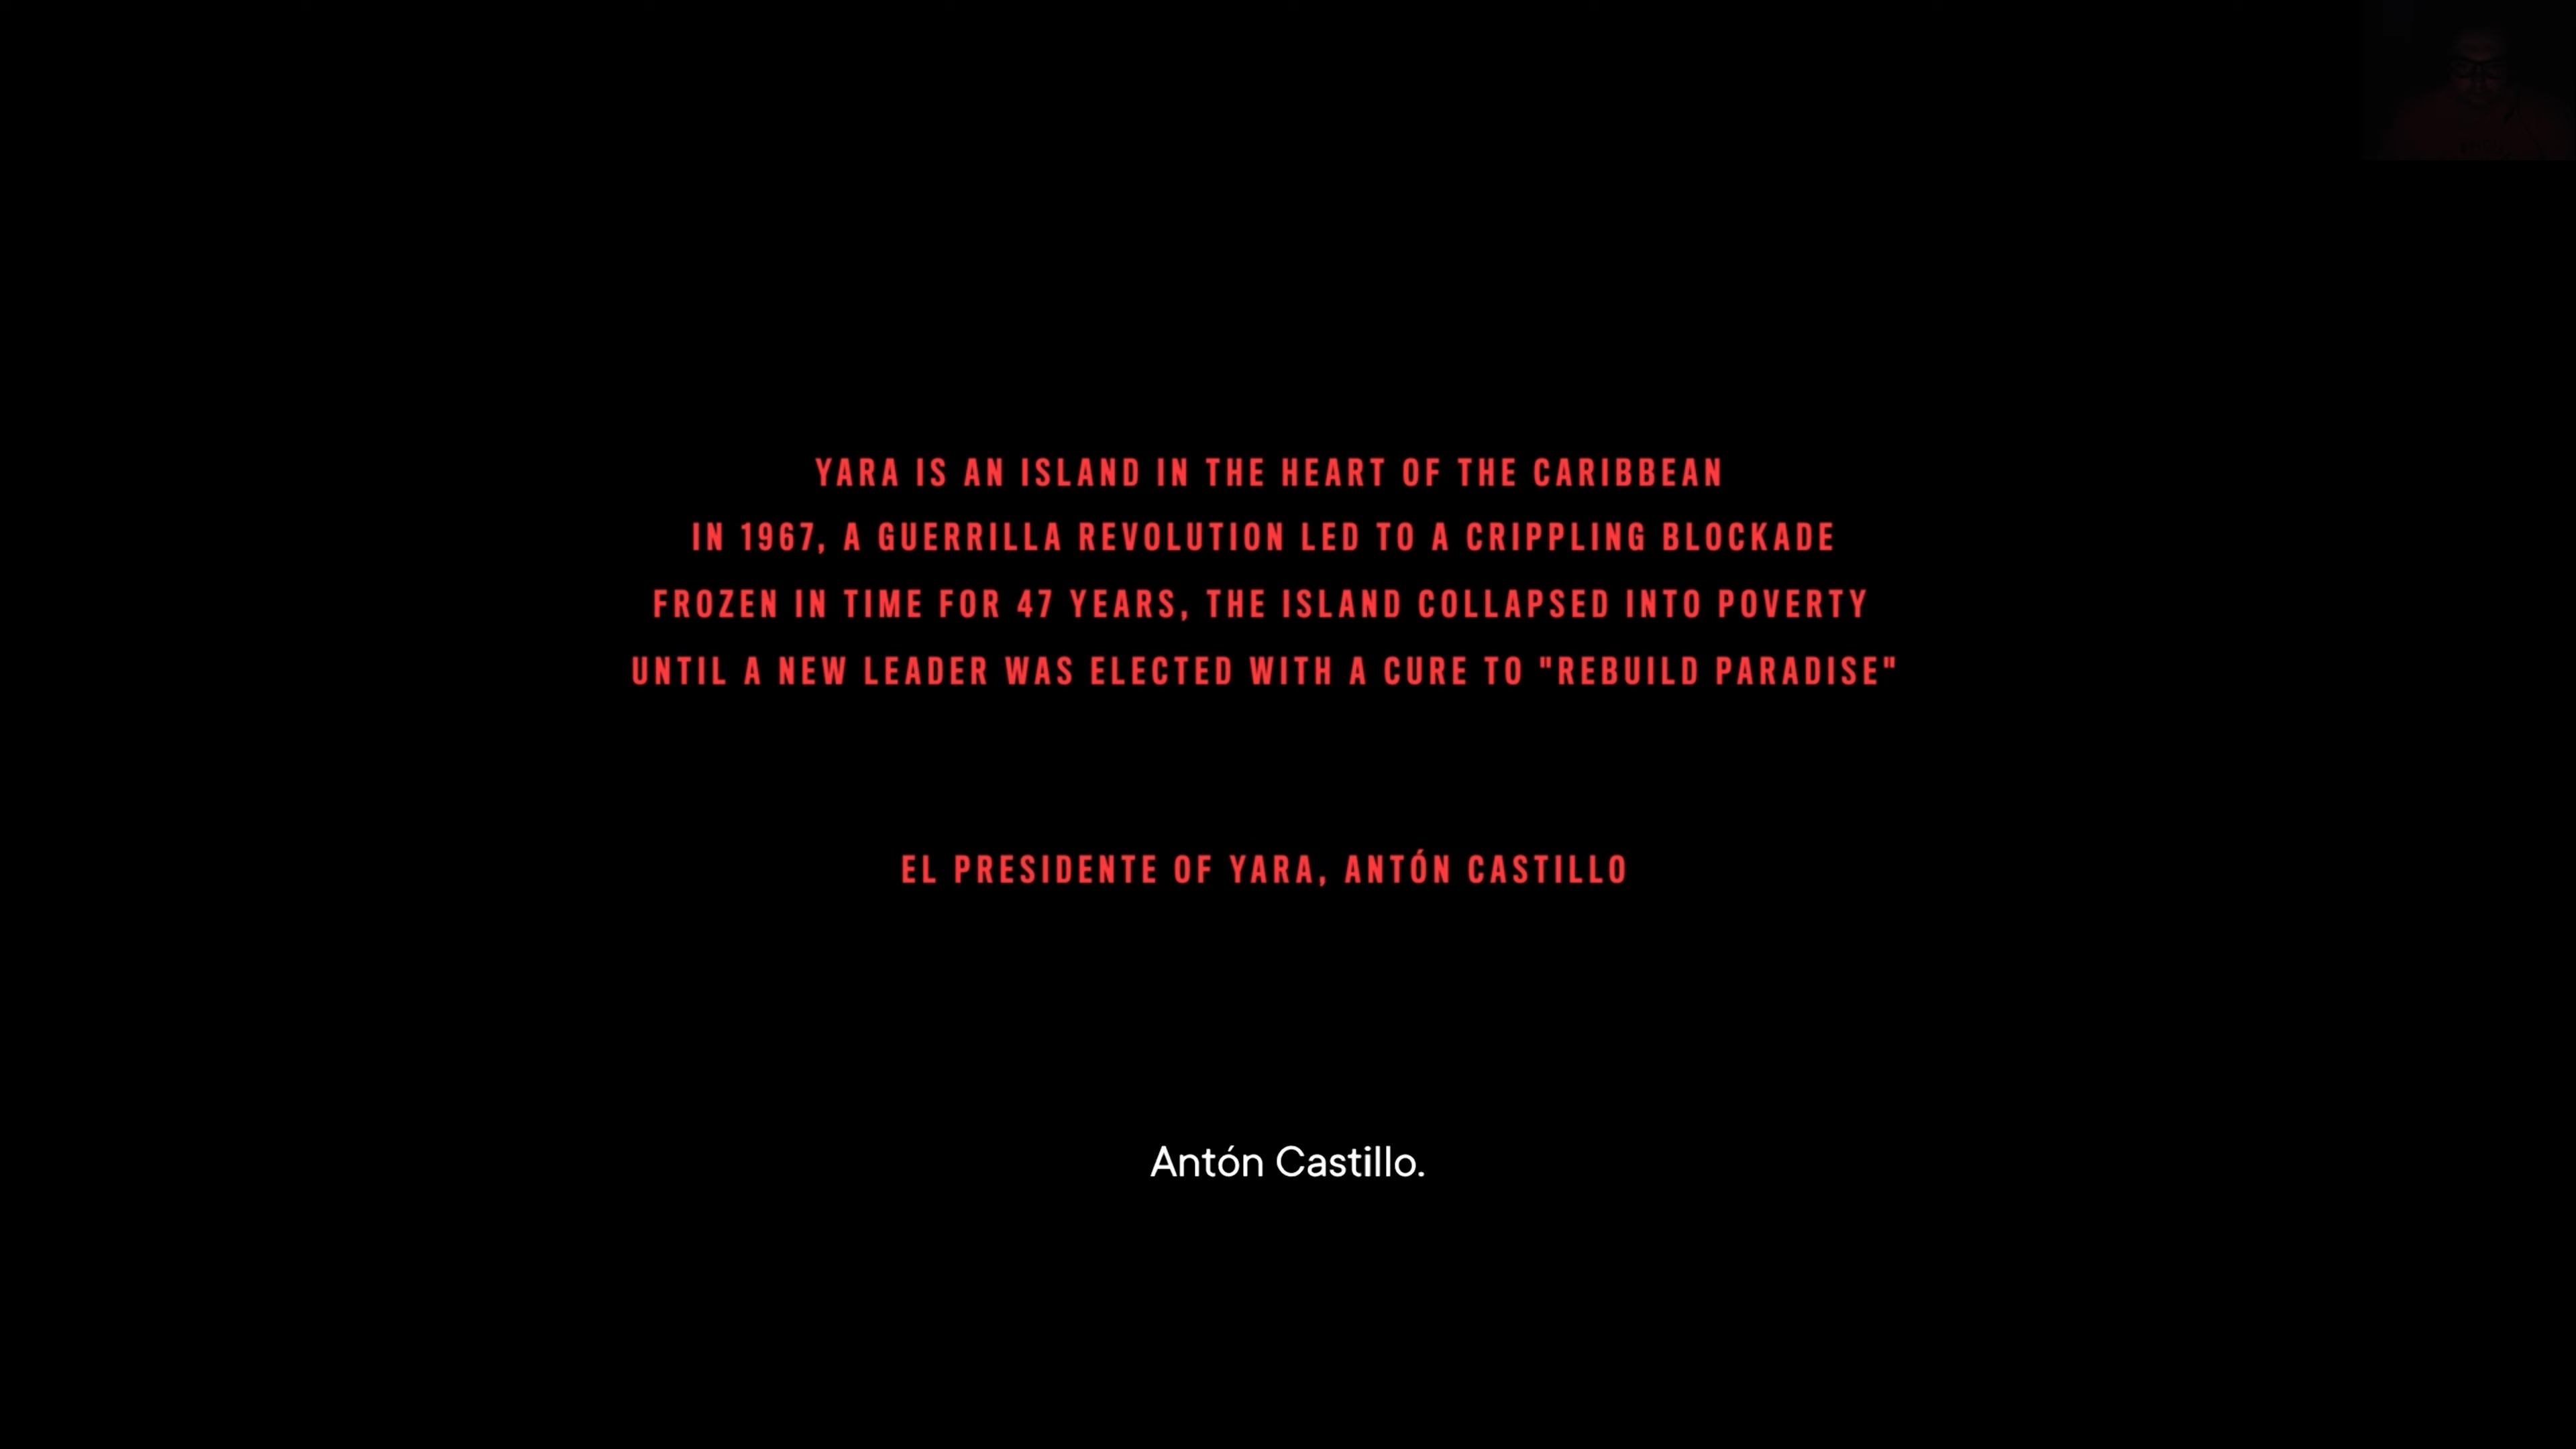 YARA IS AN ISLAND IN THE HEART OF THE CARIBBEAN
IN 1967, A GUERRILLA REVOLUTION LED TO A CRIPPLING BLOCKADE
FROZEN IN TIME FOR 47 YEARS, THE ISLAND COLLAPSED INTO POVERTY
UNTIL A NEW LEADER WAS ELECTED WITH A CURE TO "REBUILD PARADISE"
EL PRESIDENTE OF YARA, ANTÓN CASTILLO
Antón Castillo.